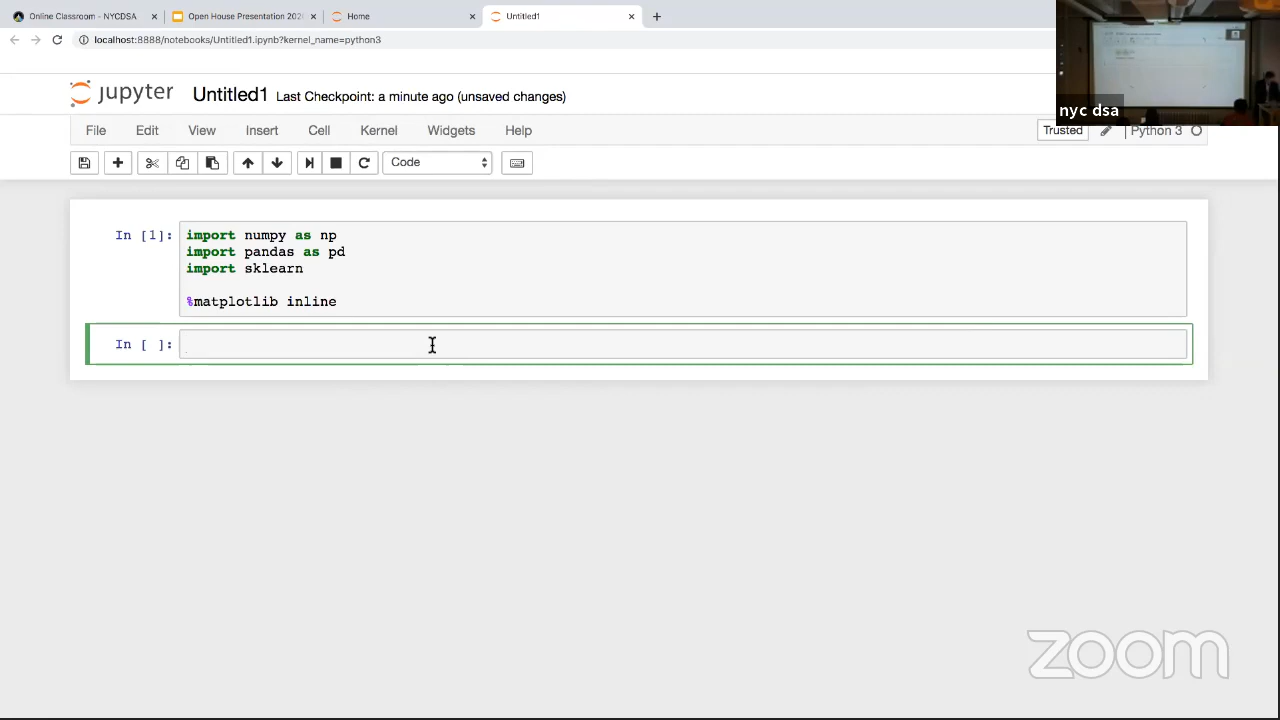 Online Classroom - NYCDSA
Open House Presentation 202
Home
Untitled1
localhost:8888/notebooks/Untitled1.ipynb?kernel_name=python3
jupyter
Untitled1 Last Checkpoint: a minute ago (unsaved changes)
nyc dsa
File Edit View Insert Cell Kernel Widgets Help
Trusted
Python 3
Code
In [1]:
import numpy as np
import pandas as pd
import sklearn
%matplotlib inline
In [ ]:
zoom